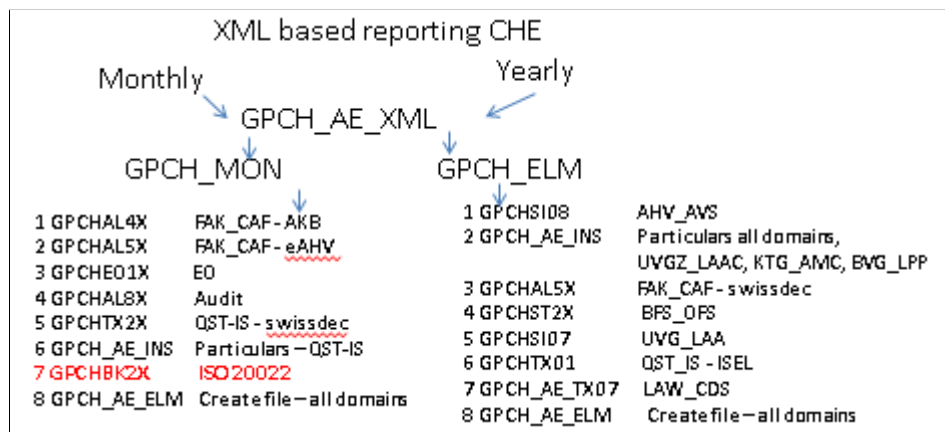 XML based reporting CHE
Monthly
Yearly
GPCH_AE_XML
GPCH_MON
GPCH_ELM
1 GPCHAL4X FAK_CAF-AKB
2 GPCHAL5X FAK_CAF-eAHV
3 GPCHEO1X EO
4 GPCHAL8X Audit
5 GPCHTX2X QST-IS-swissdec
6 GPCH_AE_INS Particulars–QST-IS
7 GPCHBK2X ISO20022
8 GPCH_AE_ELM Create file–all domains
1 GPCHSI08 AHV_AVS
2 GPCH_AE_INS Particulars all domains,
UVGZ_LAAC, KTG_AMC, BVG_LPP
3 GPCHAL5X FAK_CAF-swissdec
4 GPCHST2X BFS_OFS
5 GPCHSI07 UVG_LAA
6 GPCHTX01 QST_IS-ISEL
7 GPCH_AE_TX07 LAW_CDS
8 GPCH_AE_ELM Create file–all domains